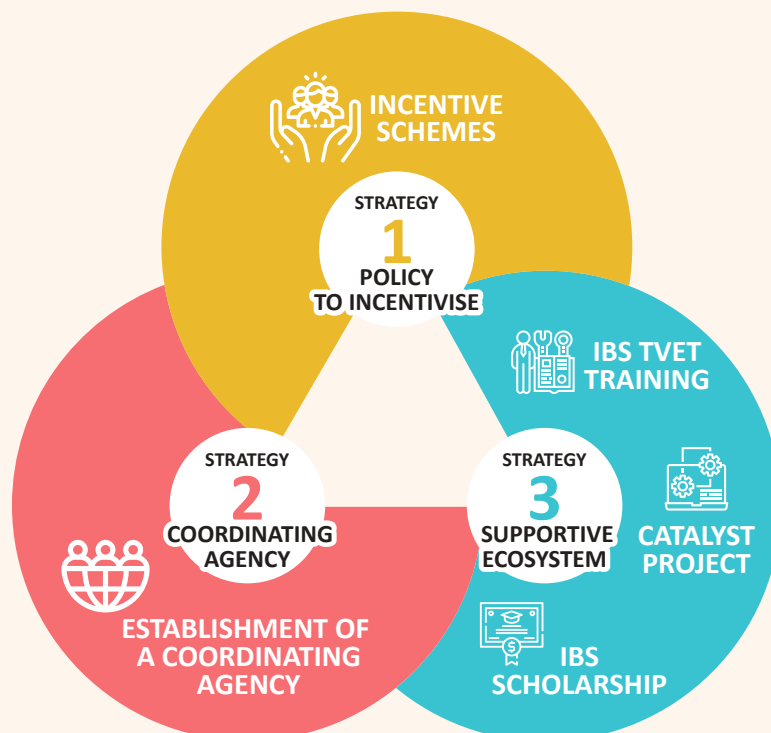 INCENTIVE
SCHEMES
STRATEGY
1
POLICY
TO INCENTIVISE
IBS TVET
TRAINING
STRATEGY
2
COORDINATING
AGENCY
STRATEGY
3
SUPPORTIVE
ECOSYSTEM
CATALYST
PROJECT
ESTABLISHMENT OF
A COORDINATING
AGENCY
$
IBS
SCHOLARSHIP